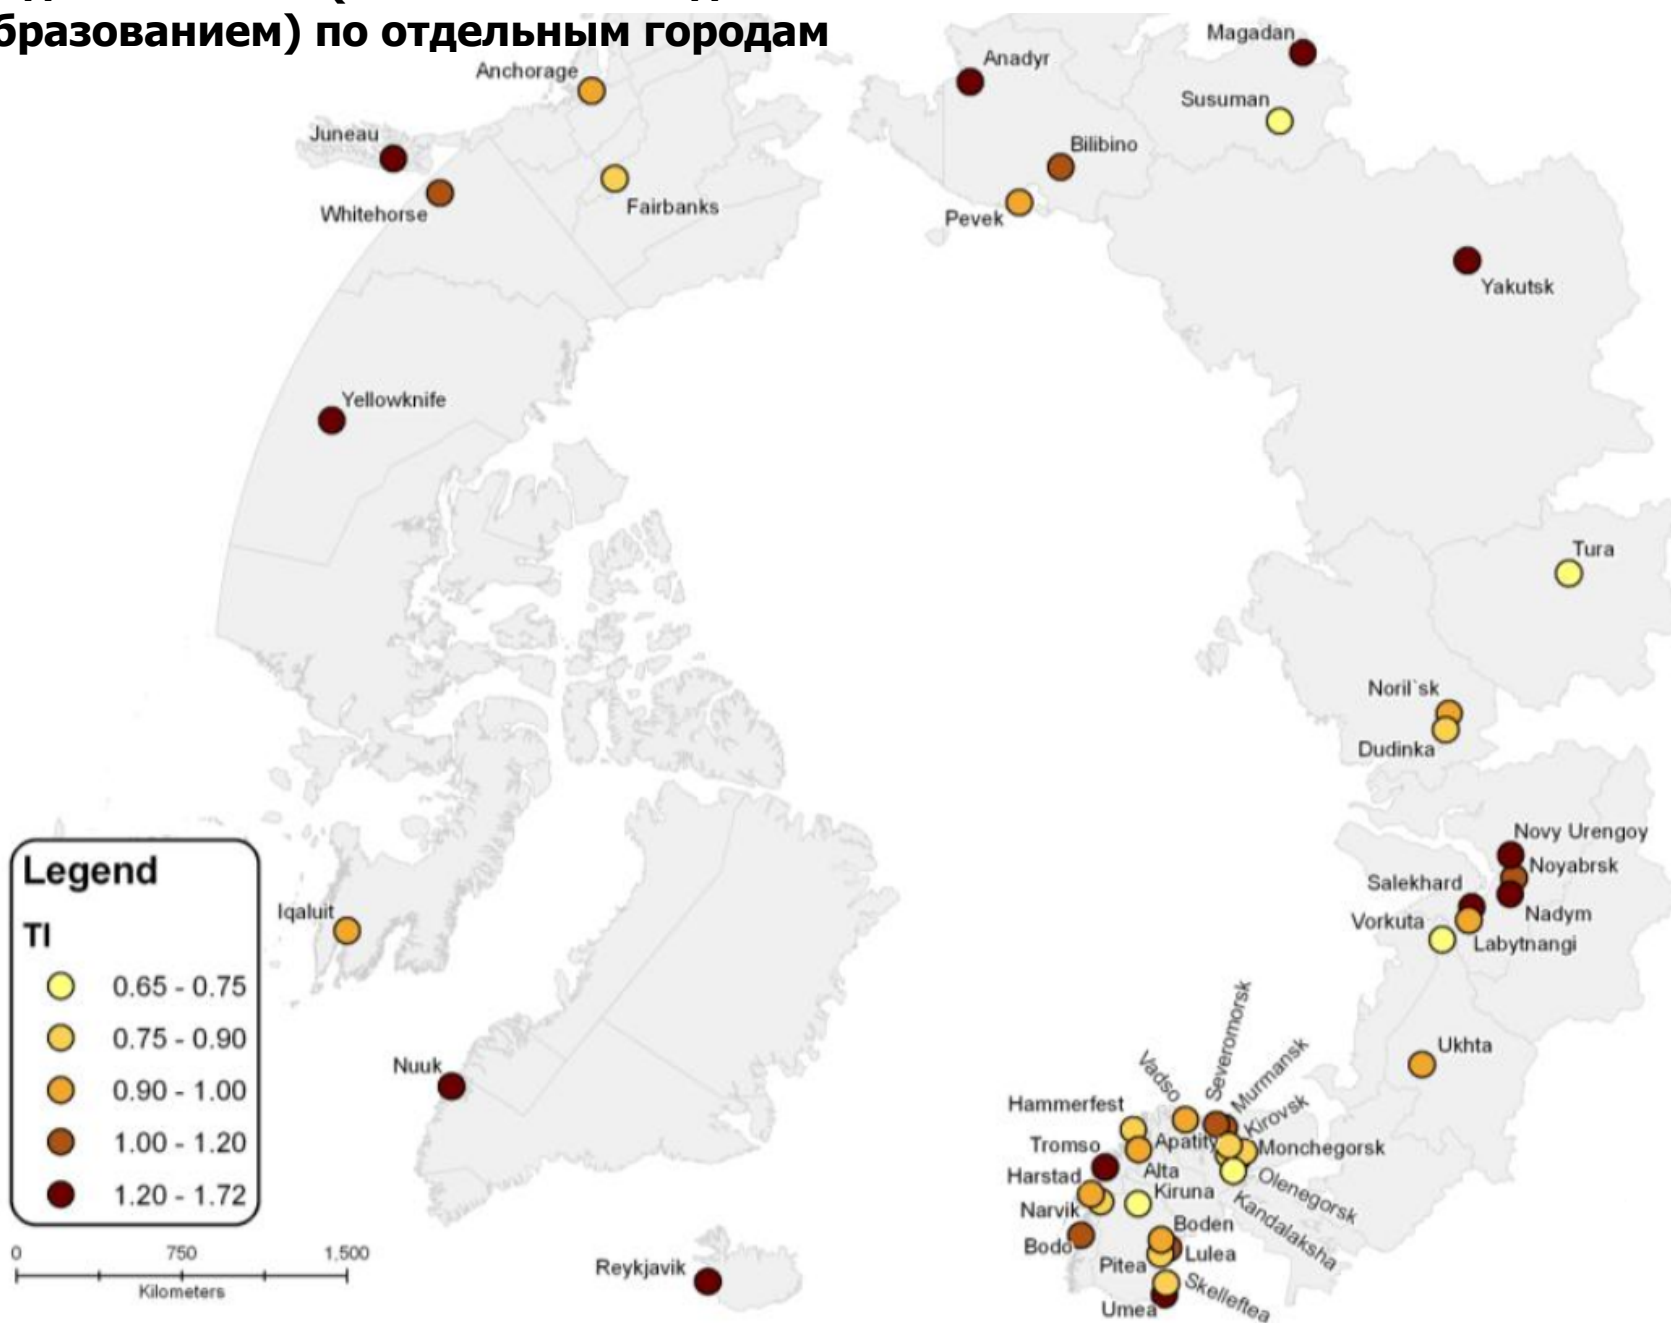 бразованием) по отдельным городам
Magadan
Anadyr
Anchorage
Susuman
Juneau
Bilibino
Whitehorse
Fairbanks
Pevek
Yakutsk
Yellowknife
Tura
Noril`sk
Dudinka
Novy Urengoy
Noyabrsk
Salekhard
Nadym
Vorkuta
Labytnangi
Iqaluit
Legend
TI
0.65 - 0.75
0.75 - 0.90
0.90 - 1.00
1.00 - 1.20
1.20 - 1.72
0 750 1,500
Kilometers
Nuuk
Reykjavik
Ukhta
Severomorsk
Vadso
Murmansk
Hammerfest
Kirovsk
Tromso
Apatity
Monchegorsk
Harstad
Alta
Olenegorsk
Kiruna
Narvik
Kandalaksha
Boden
Bodo
Lulea
Pitea
Skelleftea
Umea